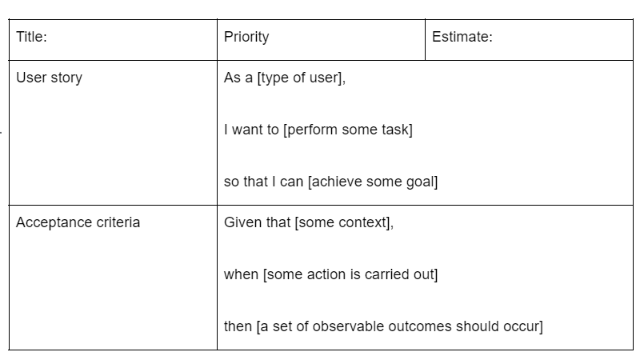 Title:
Priority
Estimate:
User story
As a [type of user],
I want to [perform some task]
so that I can [achieve some goal]
Acceptance criteria
Given that [some context],
when [some action is carried out]
then [a set of observable outcomes should occur]